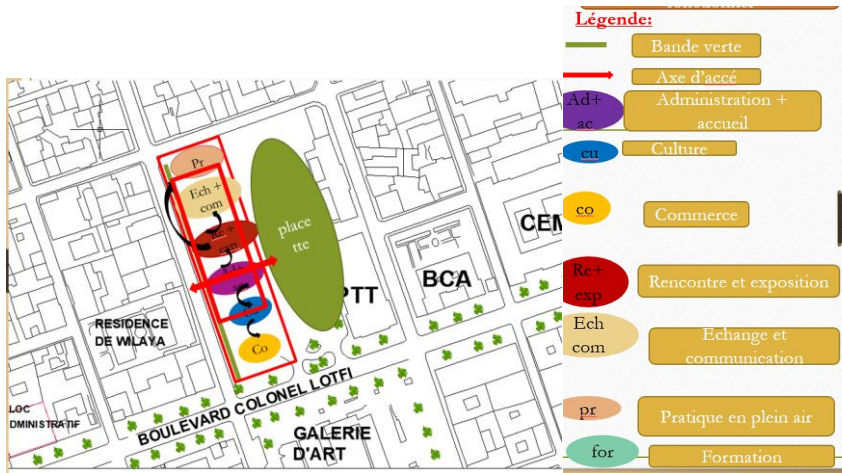 Pr
Ech +
com
Re +
exp
place
tte
Co
PTT
BCA
CEM
RESIDENCE
DE WILAYA
BOULEVARD COLONEL LOTFI
GALERIE
D'ART
LOC
DMINISTRATIF
Légende:
Bande verte
Axe d'accé
Ad+
ac
Administration +
accueil
cu
Culture
co
Commerce
Re+
exp
Rencontre et exposition
Ech
com
Echange et
communication
pr
Pratique en plein air
for
Formation